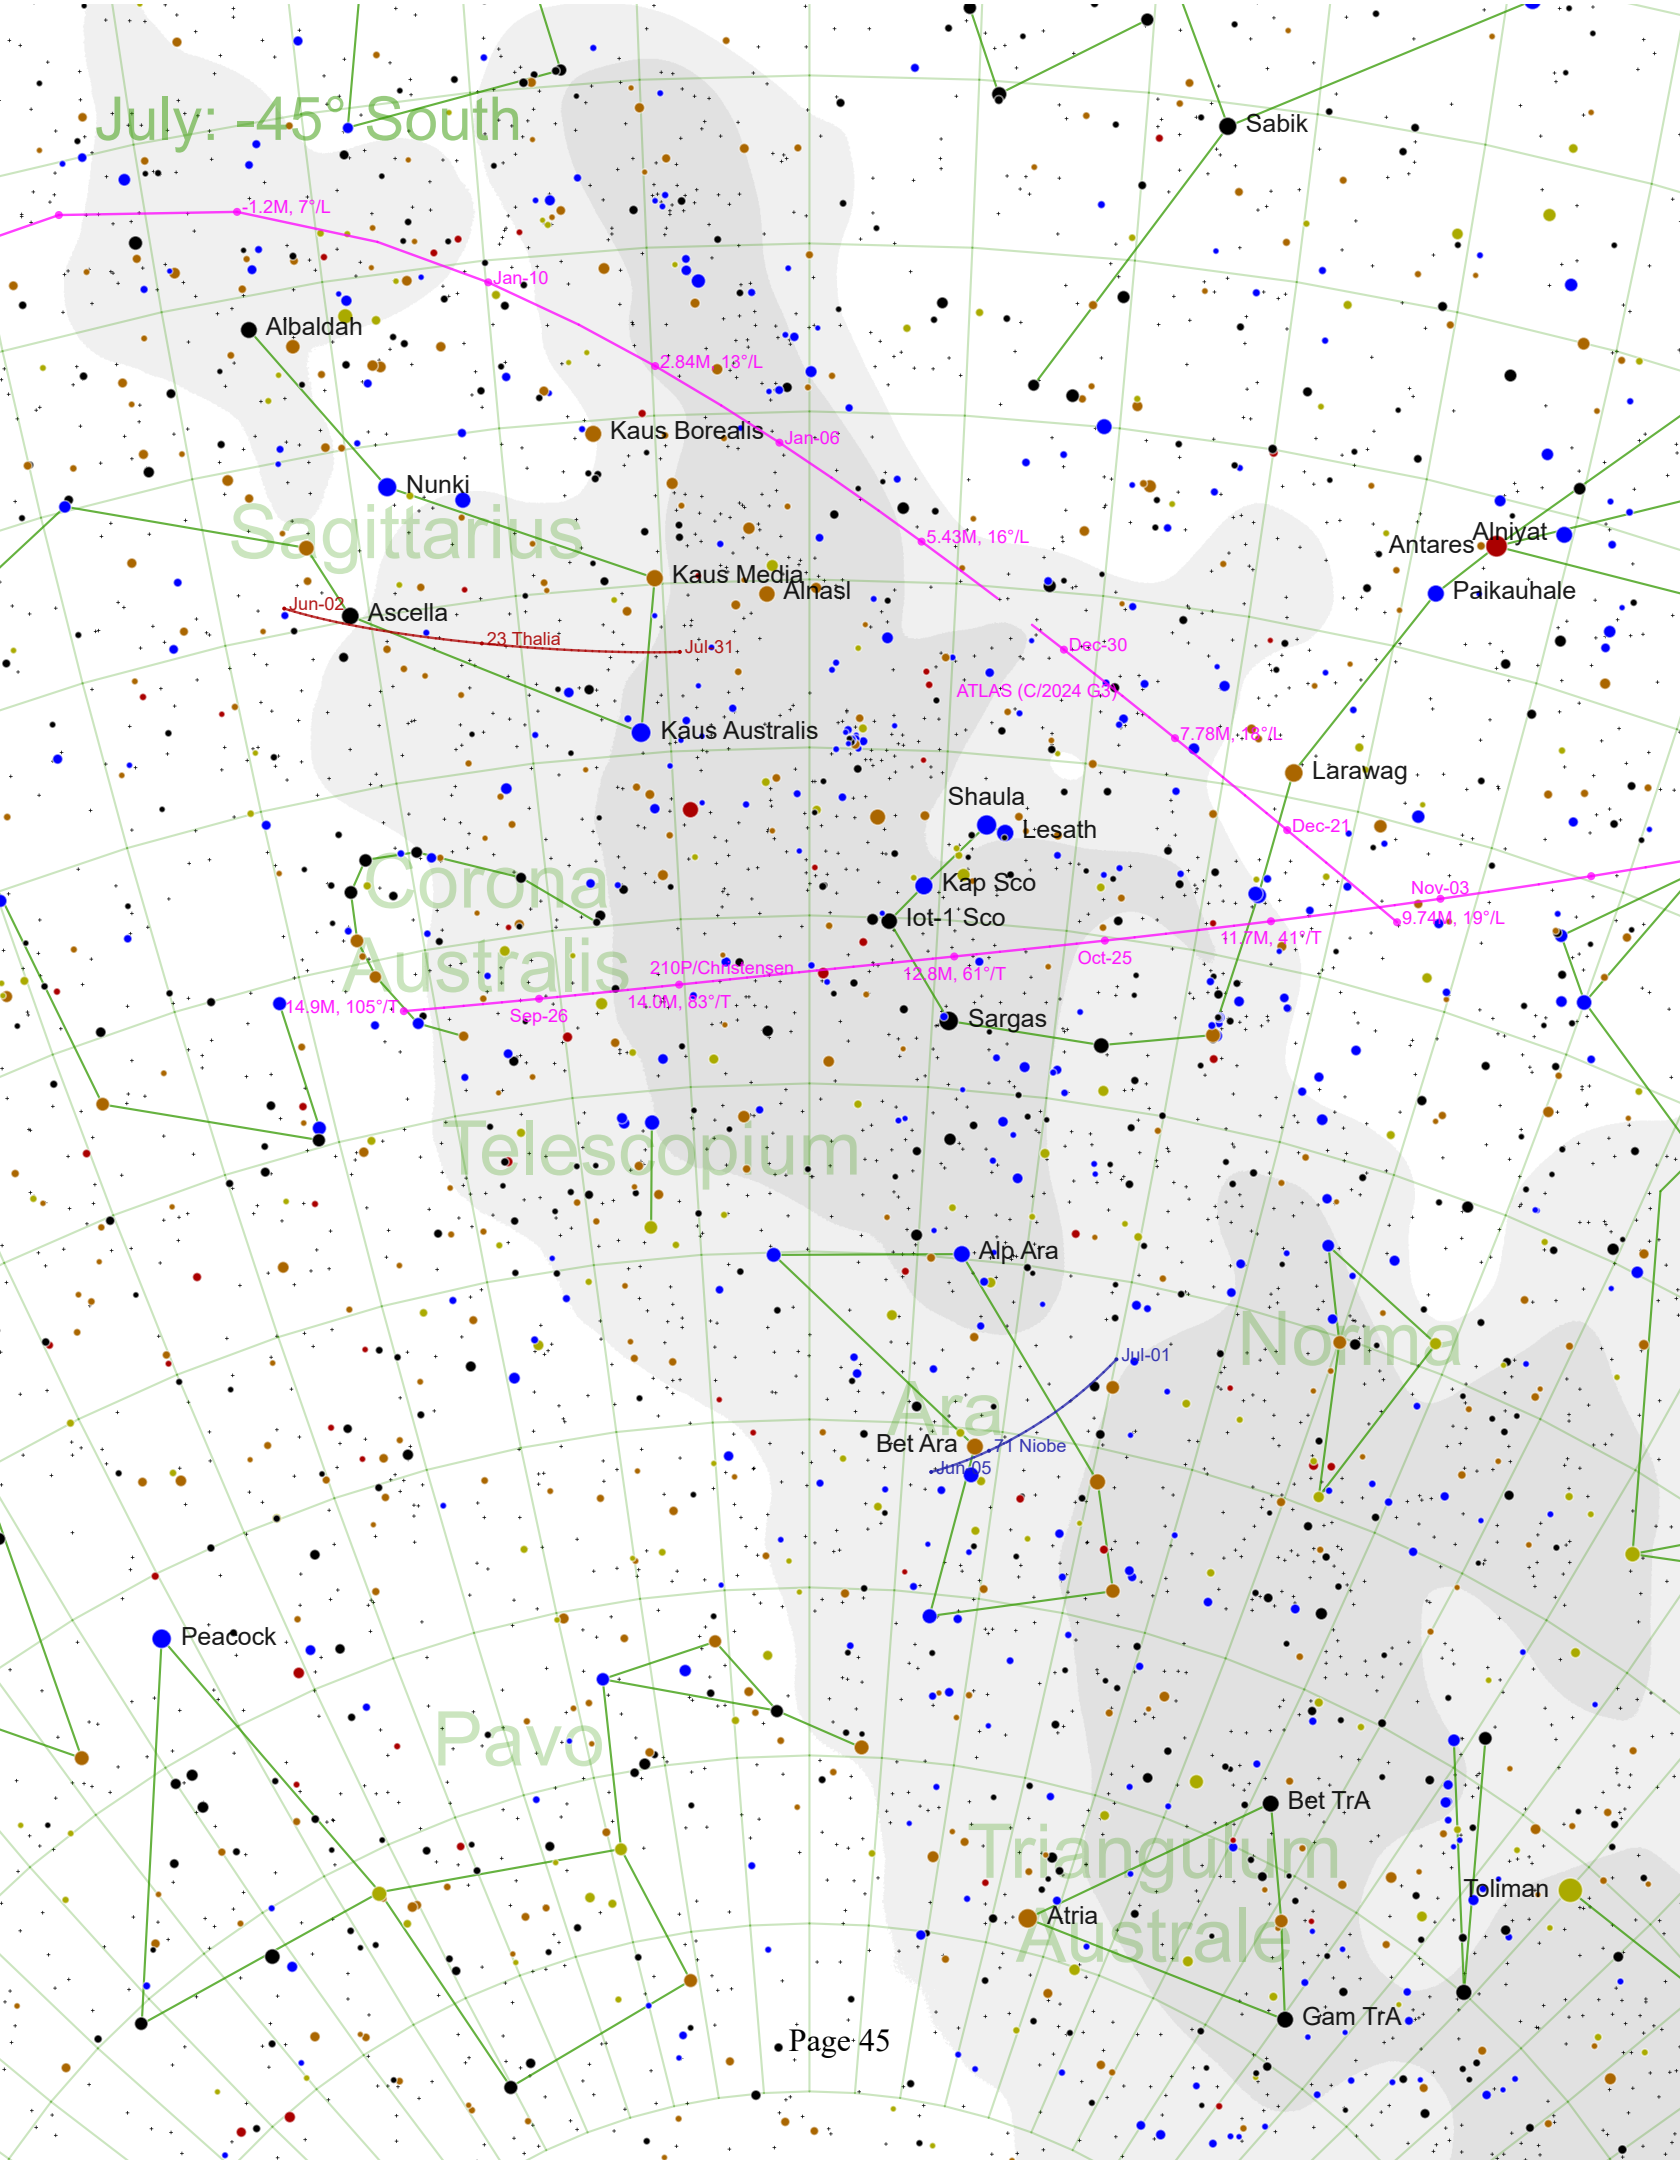 July: -45° South
Sabik
-1.2M, 7°/L
Jan-10
Albaldah
2.84M, 13°/L
Kaus Borealis
Jan-06
Nunki
Sagittarius
5.43M, 16°/L
Alniyat
Antares
Kaus Media
Alnasl
Paikauhale
Jun-02
Ascella
23 Thalia
Jul-31
Dec-30
ATLAS (C/2024 G3)
Kaus Australis
7.78M, 18°/L
Larawag
Shaula
Lesath
Dec-21
Corona
Australis
Kap Sco
Nov-03
Iot-1 Sco
9.74M, 19°/L
11.7M, 41°/T
Oct-25
210P/Christensen
12.8M, 61°/T
14.9M, 105°/T
14.0M, 83°/T
Sep-26
Sargas
Telescopium
Alp Ara
Norma
Jul-01
Ara
Bet Ara
71 Niobe
Jun-05
Peacock
Pavo
Bet TrA
Triangulum
Australe
Toliman
Atria
Gam TrA
Page 45